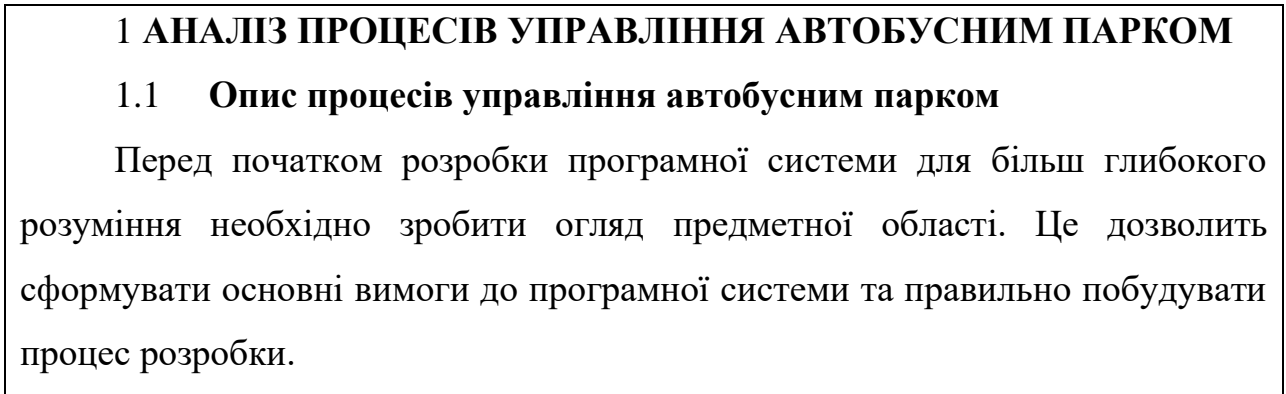 1 АНАЛІЗ ПРОЦЕСІВ УПРАВЛІННЯ АВТОБУСНИМ ПАРКОМ
1.1 Опис процесів управління автобусним парком
Перед початком розробки програмної системи для більш глибокого
розуміння необхідно зробити огляд предметної області. Це дозволить
сформувати основні вимоги до програмної системи та правильно побудувати
процес розробки.